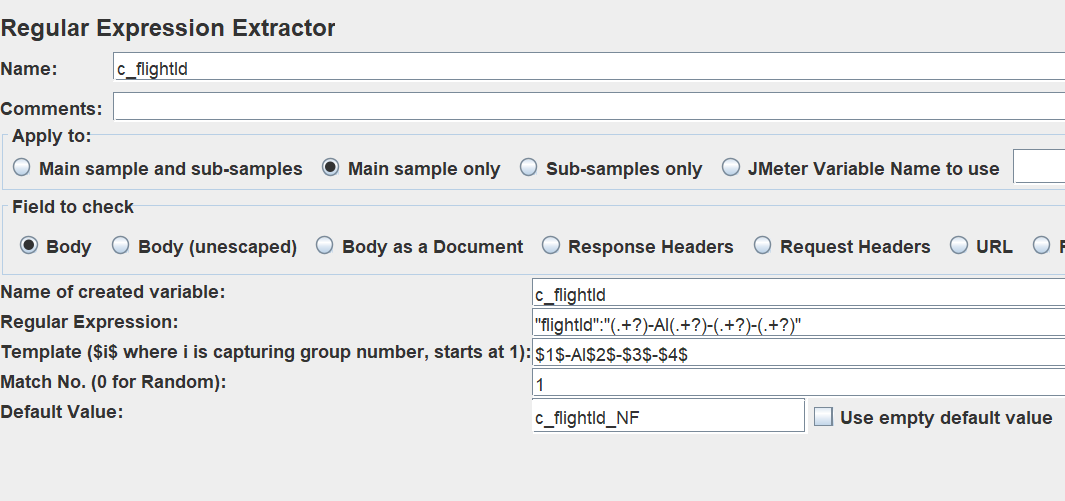 Regular Expression Extractor
Name: c_flightId
Comments:
Apply to:
Main sample and sub-samples Main sample only Sub-samples only JMeter Variable Name to use
Field to check
Body Body (unescaped) Body as a Document Response Headers Request Headers URL
Name of created variable: c_flightId
Regular Expression: "flightId":"(.+?)-AI(.+?)-(.+?)-(.+?)"
Template ($i$ where i is capturing group number, starts at 1): $1$-AI$2$-$3$-$4$
Match No. (0 for Random): 1
Default Value: c_flightId_NF Use empty default value